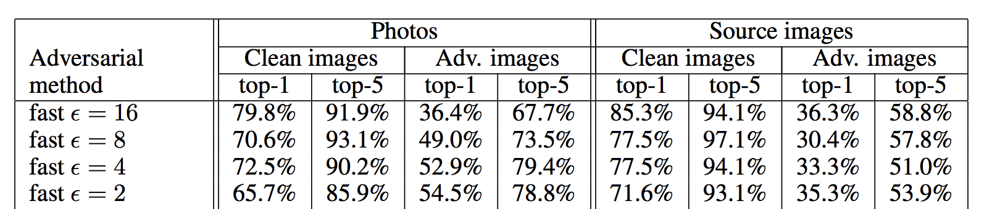 Photos Source images
Adversarial Clean images Adv. images Clean images Adv. images
method top-1 top-5 top-1 top-5 top-1 top-5 top-1 top-5
fast ϵ = 16 79.8% 91.9% 36.4% 67.7% 85.3% 94.1% 36.3% 58.8%
fast ϵ = 8 70.6% 93.1% 49.0% 73.5% 77.5% 97.1% 30.4% 57.8%
fast ϵ = 4 72.5% 90.2% 52.9% 79.4% 77.5% 94.1% 33.3% 51.0%
fast ϵ = 2 65.7% 85.9% 54.5% 78.8% 71.6% 93.1% 35.3% 53.9%